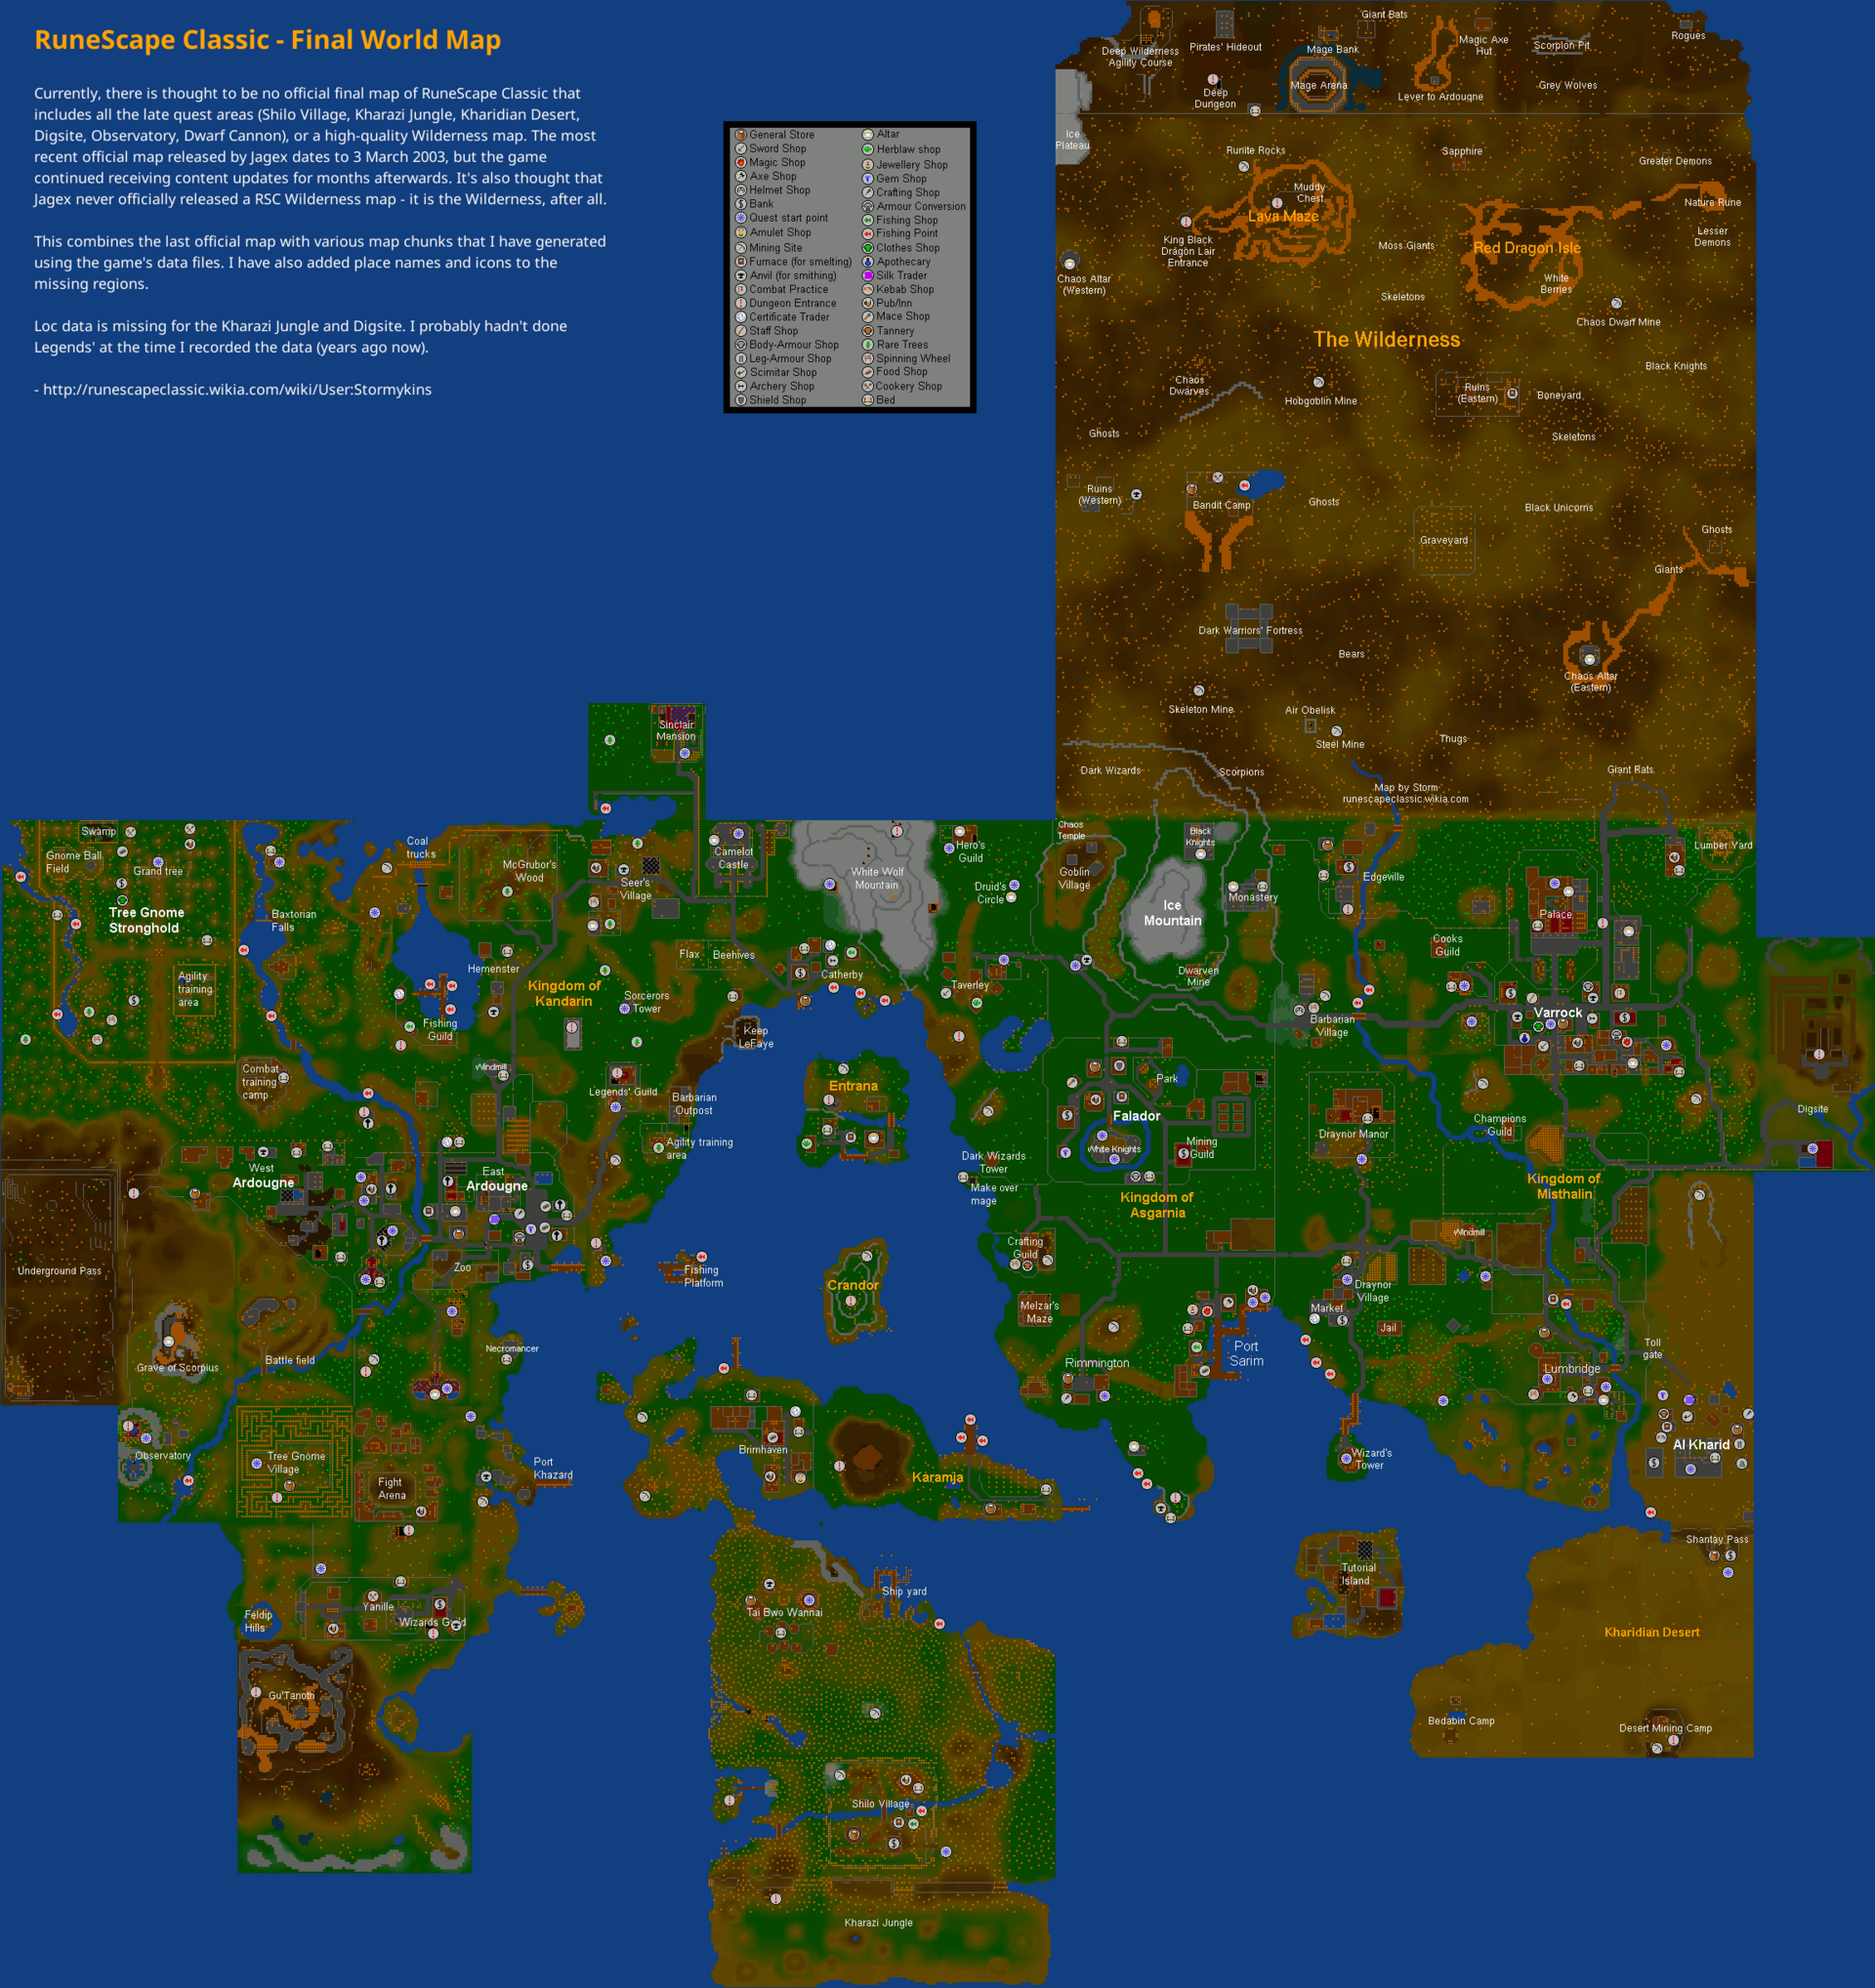 RuneScape Classic - Final World Map
Currently, there is thought to be no official final map of RuneScape Classic that
includes all the late quest areas (Shilo Village, Kharazi Jungle, Kharidian Desert,
Digsite, Observatory, Dwarf Cannon), or a high-quality Wilderness map. The most
recent official map released by Jagex dates to 3 March 2003, but the game
continued receiving content updates for months afterwards. It's also thought that
Jagex never officially released a RSC Wilderness map - it is the Wilderness, after all.
This combines the last official map with various map chunks that I have generated
using the game's data files. I have also added place names and icons to the
missing regions.
Loc data is missing for the Kharazi Jungle and Digsite. I probably hadn't done
Legends' at the time I recorded the data (years ago now).
- http://runescapeclassic.wikia.com/wiki/User:Stormykins
General Store
Sword Shop
Magic Shop
Axe Shop
Helmet Shop
Bank
Quest start point
Amulet Shop
Mining Site
Furnace (for smelting)
Anvil (for smithing)
Combat Practice
Dungeon Entrance
Certificate Trader
Staff Shop
Body-Armour Shop
Leg-Armour Shop
Scimitar Shop
Archery Shop
Shield Shop
Altar
Herblaw shop
Jewellery Shop
Gem Shop
Crafting Shop
Armour Conversion
Fishing Shop
Fishing Point
Clothes Shop
Apothecary
Silk Trader
Kebab Shop
Pub/Inn
Mace Shop
Tannery
Rare Trees
Spinning Wheel
Food Shop
Cookery Shop
Bed
Giant Bats
Deep Wilderness
Agility Course
Pirates' Hideout
Mage Bank
Magic Axe
Hut
Scorpion Pit
Rogues
Deep
Dungeon
Mage Arena
Lever to Ardougne
Grey Wolves
Ice
Plateau
Runite Rocks
Sapphire
Greater Demons
Muddy
Chest
Lava Maze
Nature Rune
King Black
Dragon Lair
Entrance
Moss Giants
Red Dragon Isle
Lesser
Demons
Chaos Altar
(Western)
White
Berries
Skeletons
Chaos Dwarf Mine
The Wilderness
Black Knights
Chaos
Dwarves
Hobgoblin Mine
Ruins
(Eastern)
Boneyard
Ghosts
Skeletons
Ruins
(Western)
Bandit Camp
Ghosts
Black Unicorns
Graveyard
Ghosts
Giants
Dark Warriors' Fortress
Bears
Chaos Altar
(Eastern)
Skeleton Mine
Air Obelisk
Steel Mine
Thugs
Dark Wizards
Scorpions
Giant Rats
Map by Storm
runescapeclassic.wikia.com
Sinclair
Mansion
Swamp
Gnome Ball
Field
Grand tree
Coal
trucks
McGrubor's
Wood
Seer's
Village
Camelot
Castle
White Wolf
Mountain
Hero's
Guild
Druid's
Circle
Chaos
Temple
Goblin
Village
Black
Knights
Ice
Mountain
Monastery
Edgeville
Palace
Lumber Yard
Tree Gnome
Stronghold
Baxtorian
Falls
Hemenster
Flax
Beehives
Catherby
Cooks
Guild
Agility
training
area
Kingdom of
Kandarin
Sorcerors
Tower
Taverley
Dwarven
Mine
Barbarian
Village
Varrock
Fishing
Guild
Keep
LeFaye
Combat
training
camp
Windmill
Legends' Guild
Barbarian
Outpost
Entrana
Park
Falador
Champions
Guild
Digsite
Agility training
area
White Knights
Mining
Guild
Draynor Manor
West
Ardougne
East
Ardougne
Dark Wizards
Tower
Make over
mage
Kingdom of
Asgarnia
Kingdom of
Misthalin
Underground Pass
Zoo
Fishing
Platform
Crafting
Guild
Windmill
Crandor
Melzar's
Maze
Draynor
Village
Market
Jail
Toll
gate
Grave of Scorpius
Battle field
Necromancer
Rimmington
Port
Sarim
Lumbridge
Observatory
Tree Gnome
Village
Fight
Arena
Port
Khazard
Brimhaven
Karamja
Wizard's
Tower
Al Kharid
Shantay Pass
Feldip
Hills
Yanille
Wizards Guild
Tai Bwo Wannai
Ship yard
Tutorial
Island
Kharidian Desert
Gu'Tanoth
Bedabin Camp
Desert Mining Camp
Shilo Village
Kharazi Jungle